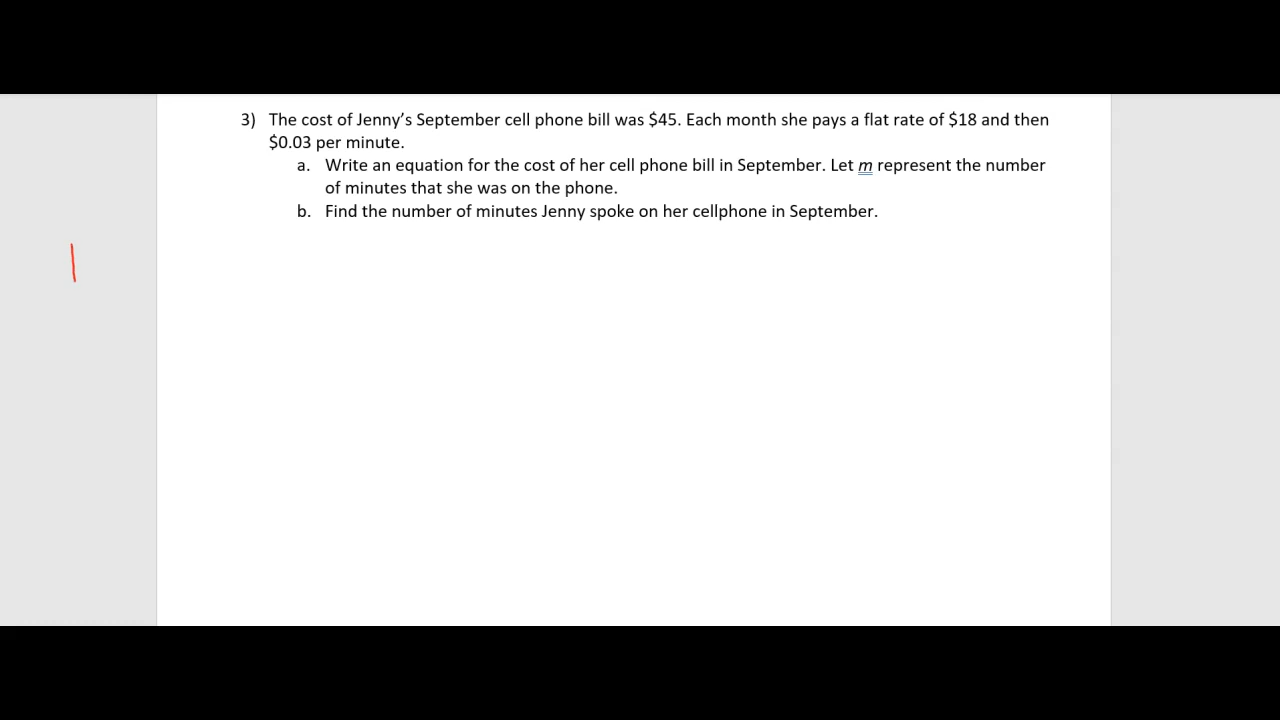 3) The cost of Jenny’s September cell phone bill was $45. Each month she pays a flat rate of $18 and then
$0.03 per minute.
a. Write an equation for the cost of her cell phone bill in September. Let m represent the number
of minutes that she was on the phone.
b. Find the number of minutes Jenny spoke on her cellphone in September.